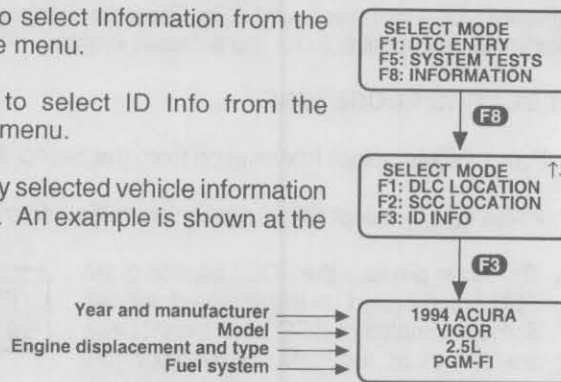 to select Information from the
e menu.
to select ID Info from the
menu.
y selected vehicle information
. An example is shown at the
SELECT MODE
F1: DTC ENTRY
F5: SYSTEM TESTS
F8: INFORMATION
F8
SELECT MODE
F1: DLC LOCATION
F2: SCC LOCATION
F3: ID INFO
F3
Year and manufacturer
Model
Engine displacement and type
Fuel system
1994 ACURA
VIGOR
2.5L
PGM-FI